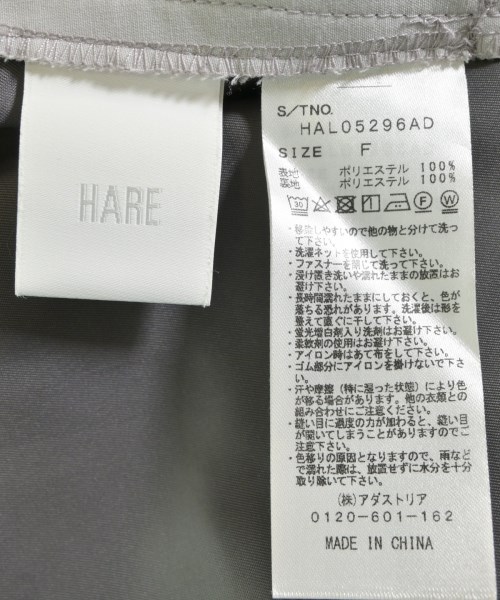 HARE
S/TNO.
HAL05296AD
SIZE F
表地 ポリエステル 100%
裏地 ポリエステル 100%
30
・移染しやすいので他の物と分けて洗っ
て下さい。
・洗濯ネットを使用して下さい。
・ファスナーを閉じて洗って下さい。
・浸け置き洗いや濡れたままの放置はお
避け下さい。
・長時間濡れたままにしておくと、色が
落ちる恐れがあります。洗濯後は形を
整えて直ぐに干して下さい。
・蛍光増白剤入り洗剤はお避け下さい。
・柔軟剤の使用はお避け下さい。
・アイロン時はあて布をして下さい。
・ゴム部分にアイロンを掛けないで下さ
い。
・汗や摩擦（特に湿った状態）により色
が移る場合があります。他の衣類との
組み合わせにご注意ください。
・縫い目に過度の力が加わると、縫い目
が開いてしまうことがありますのでご
注意下さい。
・色移りの原因となりますので、雨など
で濡れた際は、放置せずに水分を十分
取り除いて下さい。
(株)アダストリア
0120-601-162
MADE IN CHINA